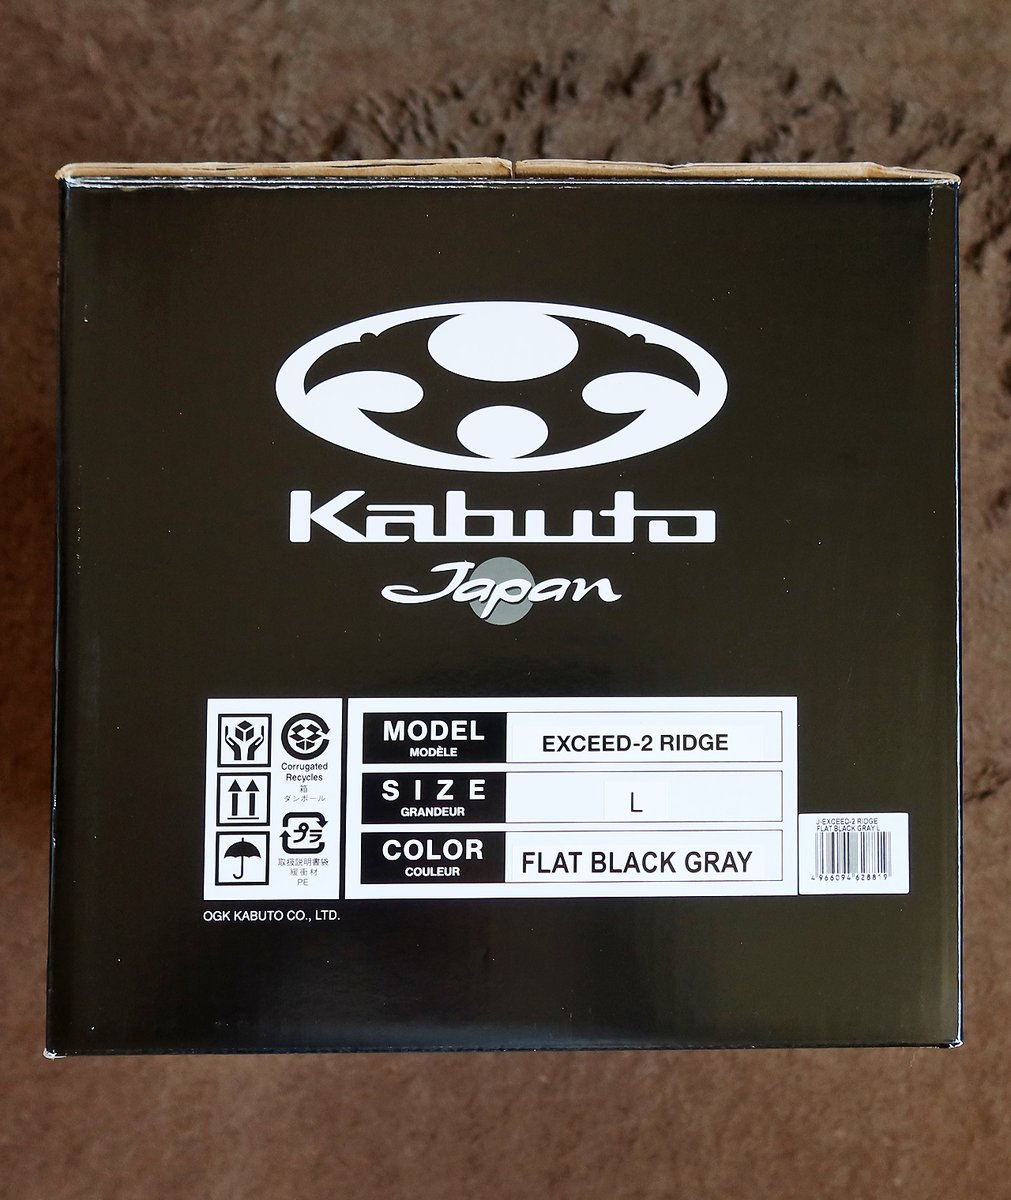 Kabuto
Japan
Corrugated
Recycles
箱
ダンボール
プラ
取扱説明書袋
緩衝材
PE
MODEL
MODÈLE
EXCEED-2 RIDGE
SIZE
GRANDEUR
L
COLOR
COULEUR
FLAT BLACK GRAY
J-EXCEED-2 RIDGE
FLAT BLACK GRAY L
4966094628819
OGK KABUTO CO., LTD.